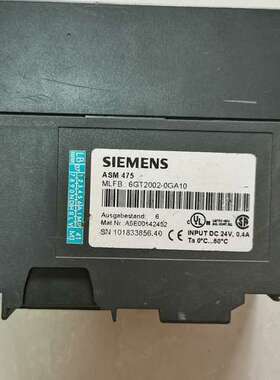 SIEMENS
ASM 475
MLFB: 6GT2002-0GA10
Ausgabestand: 6
Mat.Nr. A5E00142452
SN 101833856.40
INPUT DC 24V, 0.4A
Ta 0°C...60°C